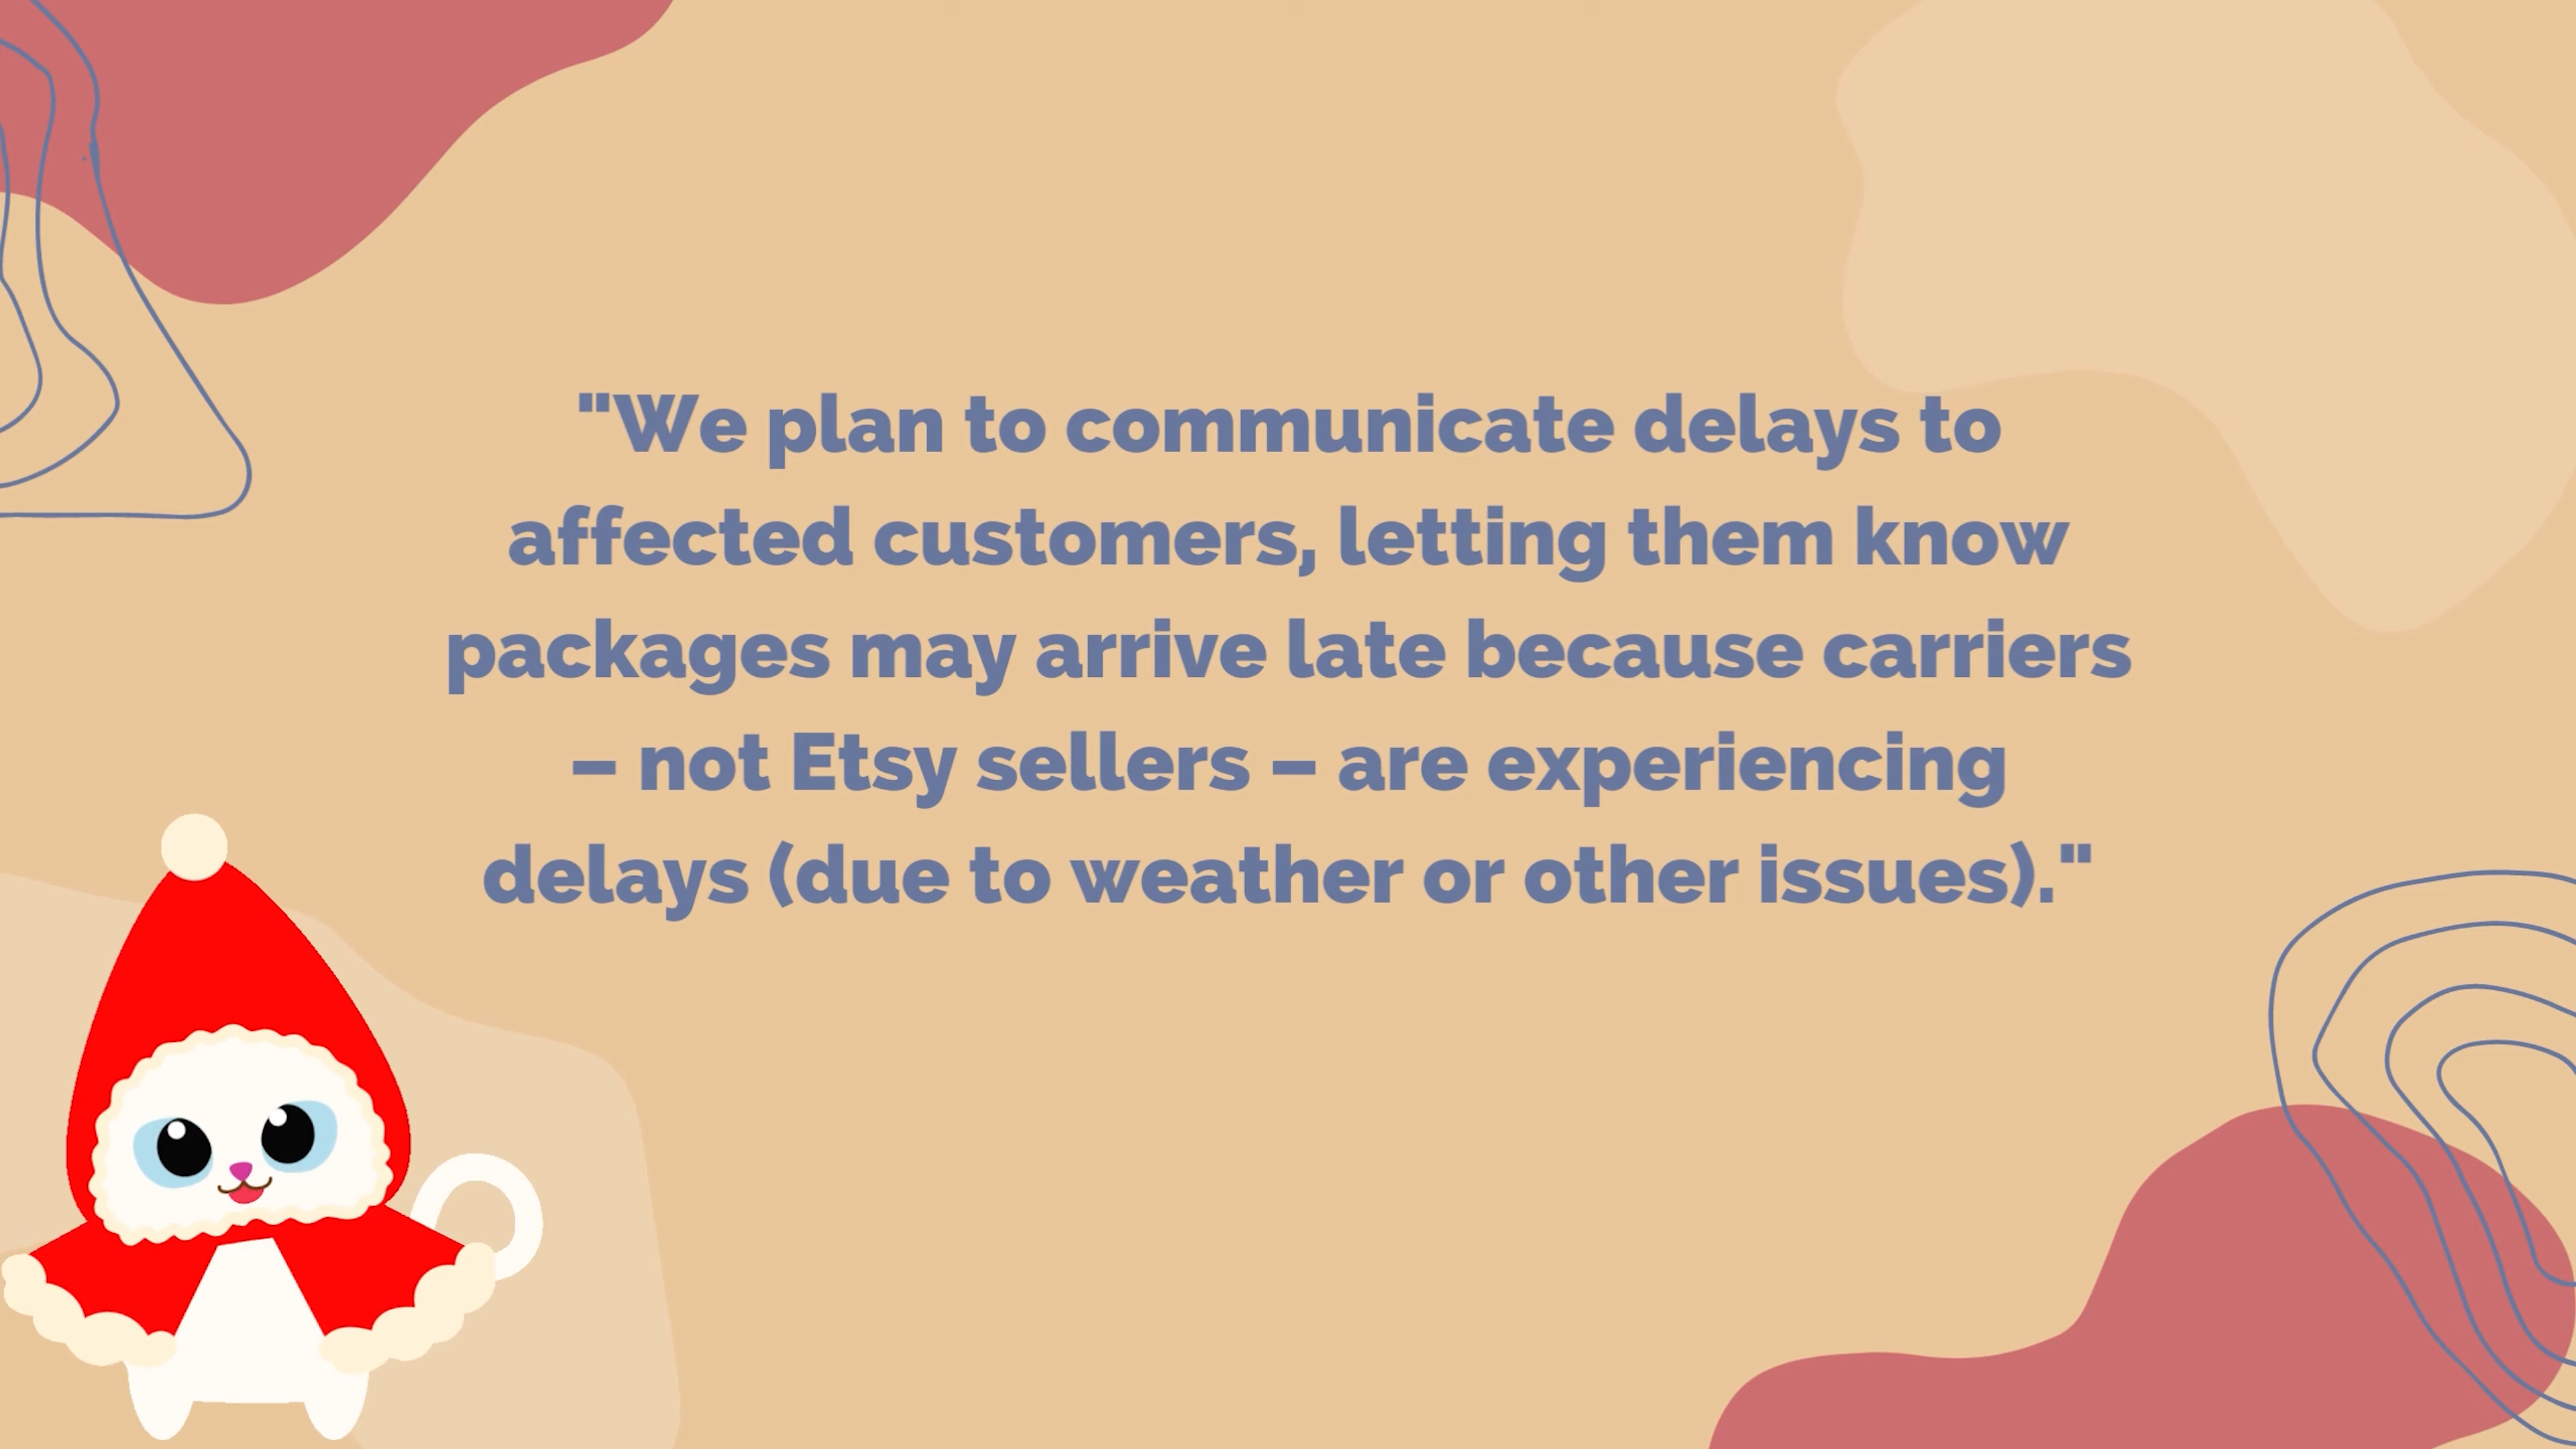 "We plan to communicate delays to
affected customers, letting them know
packages may arrive late because carriers
– not Etsy sellers – are experiencing
delays (due to weather or other issues)."